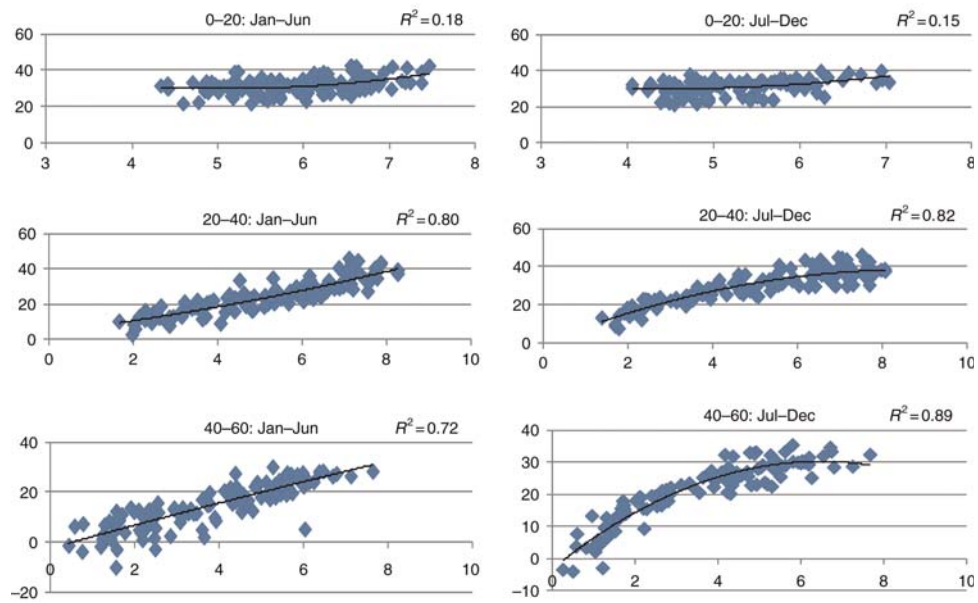 0–20: Jan–Jun
R²=0.18
60
40
20
0
3 4 5 6 7 8
0–20: Jul–Dec
R²=0.15
60
40
20
0
3 4 5 6 7 8
20–40: Jan–Jun
R²=0.80
60
40
20
0
0 2 4 6 8 10
20–40: Jul–Dec
R²=0.82
60
40
20
0
0 2 4 6 8 10
40–60: Jan–Jun
R²=0.72
40
20
0
−20
0 2 4 6 8 10
40–60: Jul–Dec
R²=0.89
40
30
20
10
0
−10
0 2 4 6 8 10